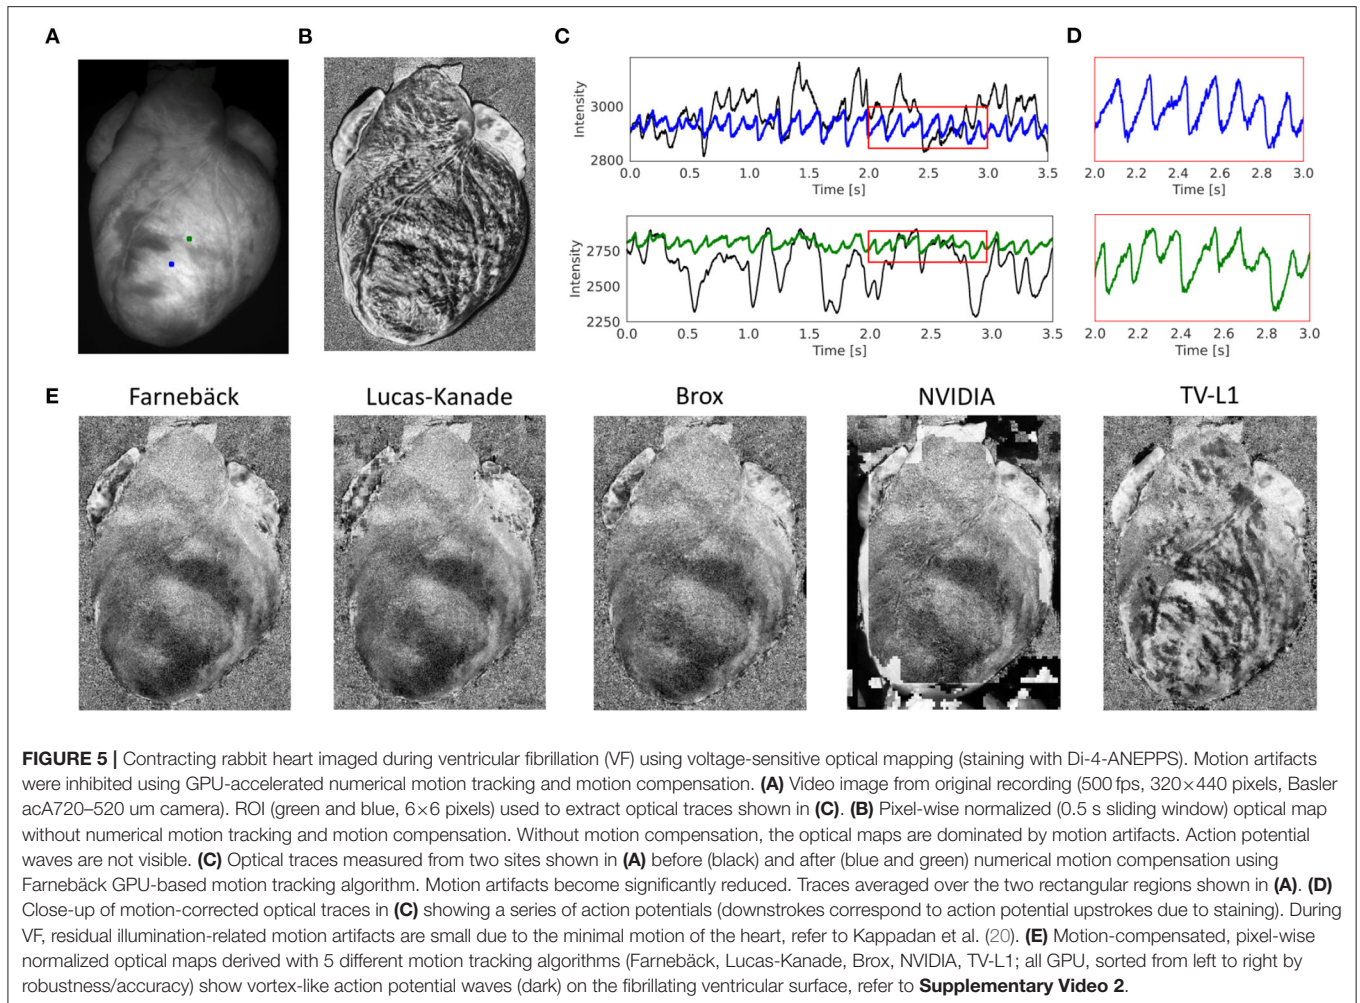 A
B
C
D
Intensity
3000
2800
0.0 0.5 1.0 1.5 2.0 2.5 3.0 3.5
Time [s]
2.0 2.2 2.4 2.6 2.8 3.0
Time [s]
Intensity
2750
2500
2250
0.0 0.5 1.0 1.5 2.0 2.5 3.0 3.5
Time [s]
2.0 2.2 2.4 2.6 2.8 3.0
Time [s]
E
Farnebäck
Lucas-Kanade
Brox
NVIDIA
TV-L1
FIGURE 5 | Contracting rabbit heart imaged during ventricular fibrillation (VF) using voltage-sensitive optical mapping (staining with Di-4-ANEPPS). Motion artifacts
were inhibited using GPU-accelerated numerical motion tracking and motion compensation. (A) Video image from original recording (500 fps, 320×440 pixels, Basler
acA720–520 um camera). ROI (green and blue, 6×6 pixels) used to extract optical traces shown in (C). (B) Pixel-wise normalized (0.5 s sliding window) optical map
without numerical motion tracking and motion compensation. Without motion compensation, the optical maps are dominated by motion artifacts. Action potential
waves are not visible. (C) Optical traces measured from two sites shown in (A) before (black) and after (blue and green) numerical motion compensation using
Farnebäck GPU-based motion tracking algorithm. Motion artifacts become significantly reduced. Traces averaged over the two rectangular regions shown in (A). (D)
Close-up of motion-corrected optical traces in (C) showing a series of action potentials (downstrokes correspond to action potential upstrokes due to staining). During
VF, residual illumination-related motion artifacts are small due to the minimal motion of the heart, refer to Kappadan et al. (20). (E) Motion-compensated, pixel-wise
normalized optical maps derived with 5 different motion tracking algorithms (Farnebäck, Lucas-Kanade, Brox, NVIDIA, TV-L1; all GPU, sorted from left to right by
robustness/accuracy) show vortex-like action potential waves (dark) on the fibrillating ventricular surface, refer to Supplementary Video 2.